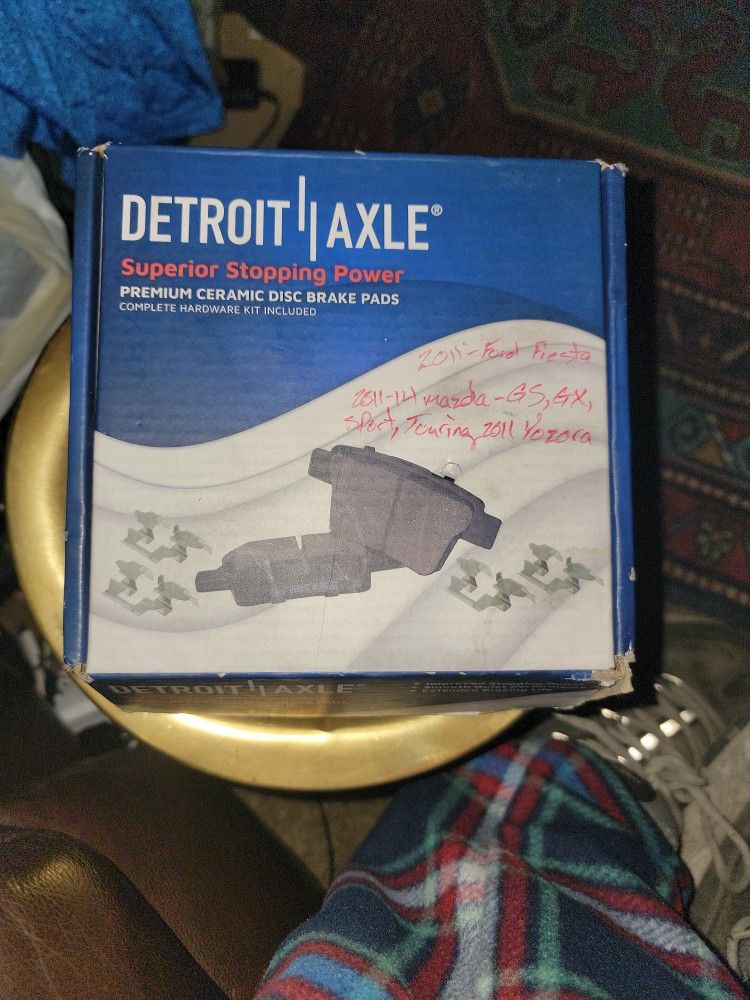 DETROIT AXLE®
Superior Stopping Power
PREMIUM CERAMIC DISC BRAKE PADS
COMPLETE HARDWARE KIT INCLUDED
2011-Ford Fiesta
2011-14 mazda-GS, GX,
Sport, Touring, 2011 Yozora
DETROIT AXLE®